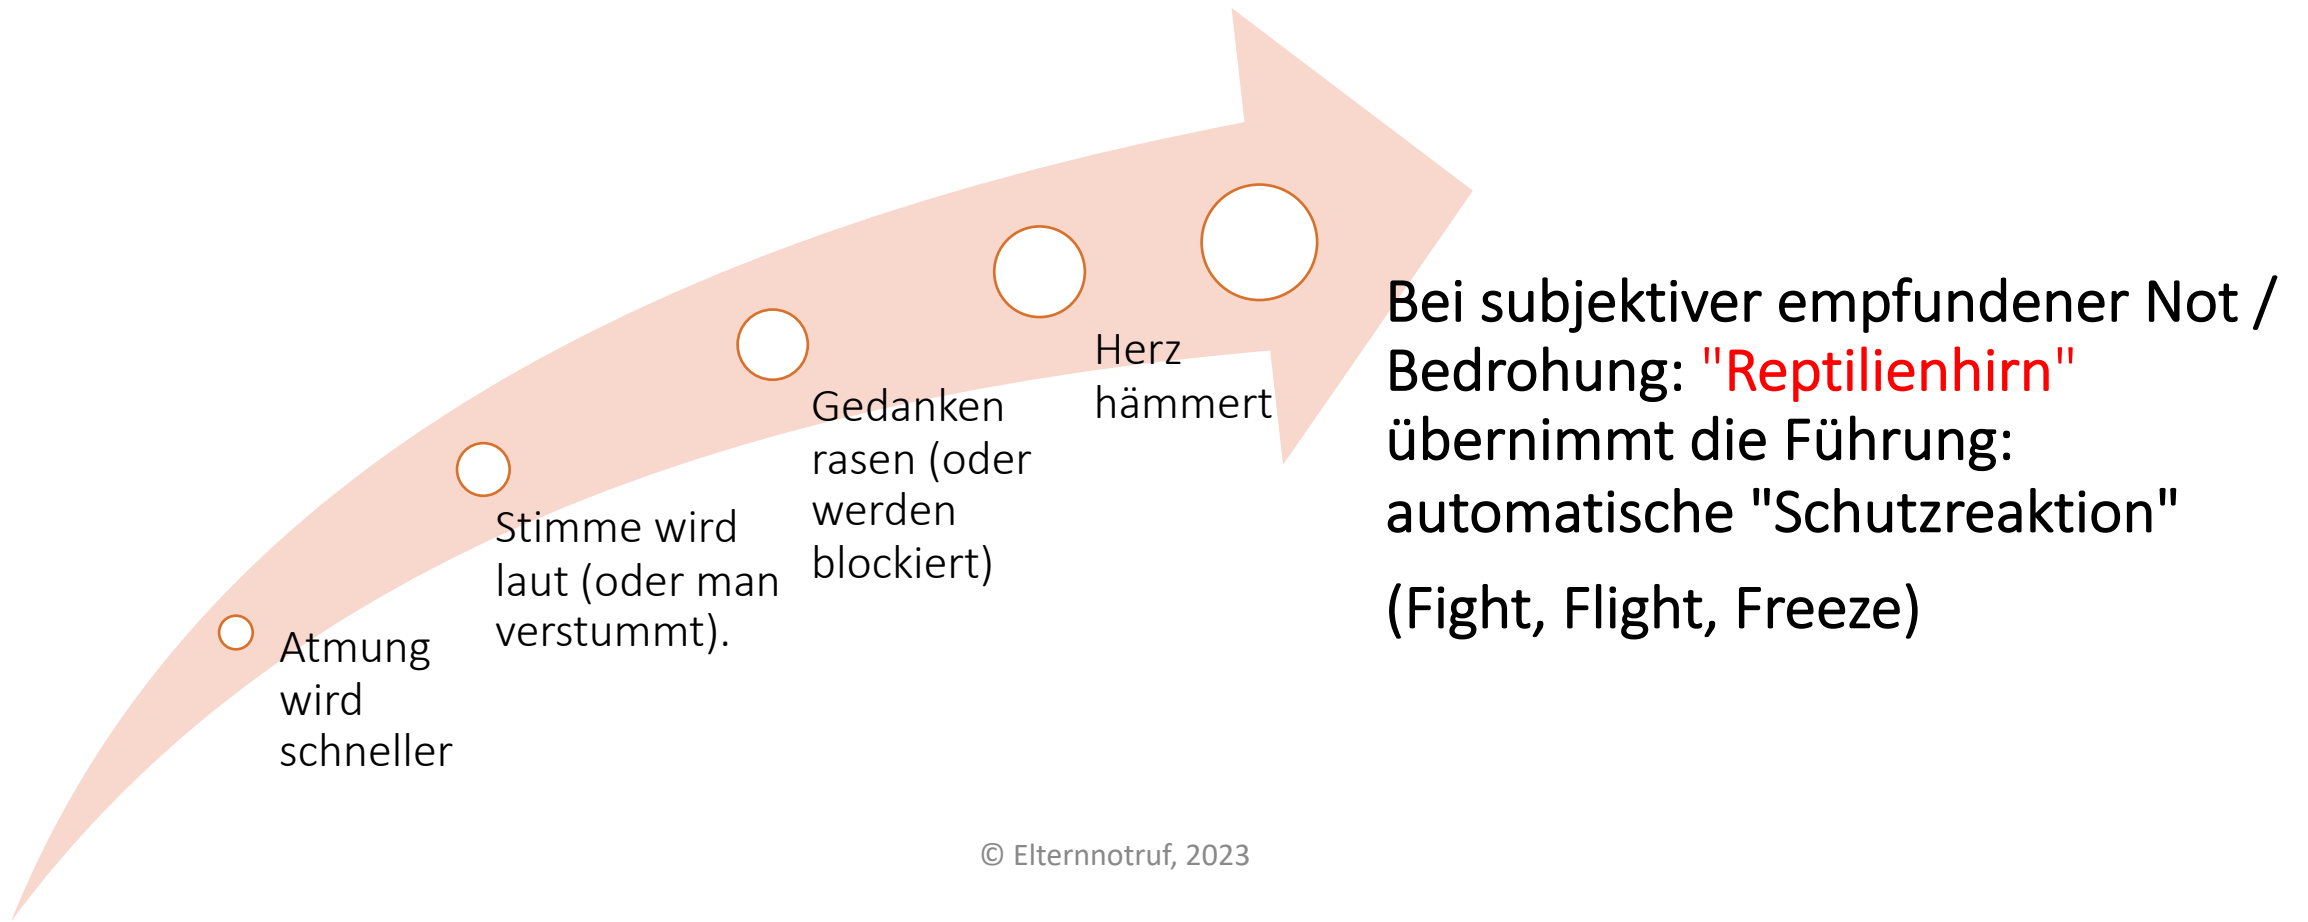 Atmung
wird
schneller
Stimme wird
laut (oder man
verstummt).
Gedanken
rasen (oder
werden
blockiert)
Herz
hämmert
Bei subjektiver empfundener Not /
Bedrohung: "Reptilienhirn"
übernimmt die Führung:
automatische "Schutzreaktion"
(Fight, Flight, Freeze)
© Elternnotruf, 2023